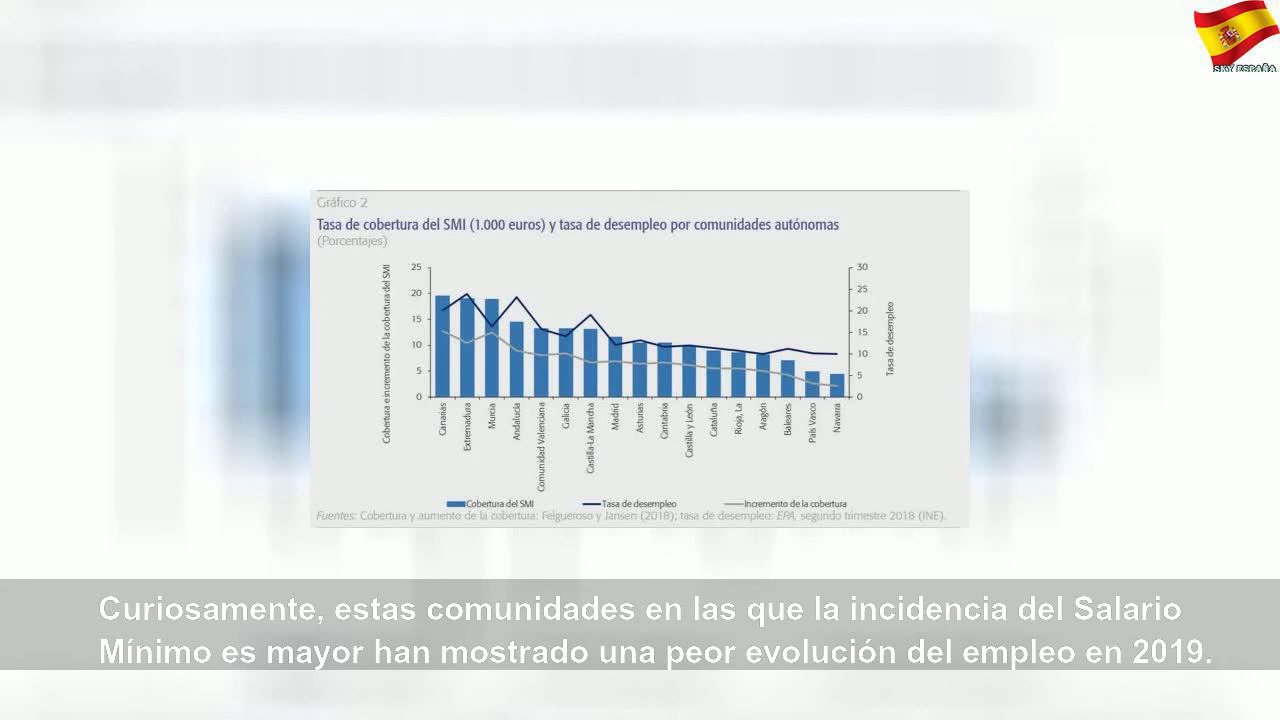 SKY ESPAÑA
Gráfico 2
Tasa de cobertura del SMI (1.000 euros) y tasa de desempleo por comunidades autónomas
(Porcentajes)
Cobertura e incremento de la cobertura del SMI
25
20
15
10
5
0
30
25
20
15
10
5
0
Tasa de desempleo
Canarias
Extremadura
Murcia
Andalucía
Comunidad Valenciana
Galicia
Castilla-La Mancha
Madrid
Asturias
Cantabria
Castilla y León
Cataluña
Rioja, La
Aragón
Baleares
País Vasco
Navarra
Cobertura del SMI Tasa de desempleo Incremento de la cobertura
Fuentes: Cobertura y aumento de la cobertura: Felgueroso y Jansen (2018); tasa de desempleo: EPA, segundo trimestre 2018 (INE).
Curiosamente, estas comunidades en las que la incidencia del Salario
Mínimo es mayor han mostrado una peor evolución del empleo en 2019.